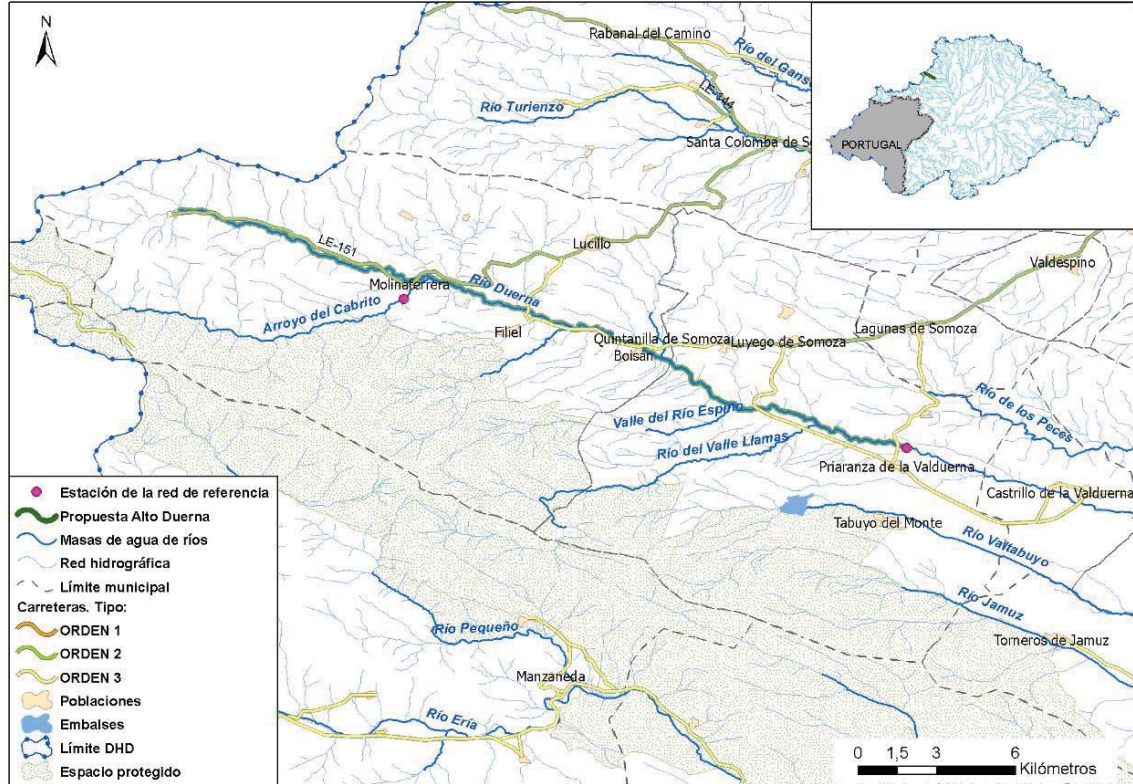 N
Rabanal del Camino
Río del Gans
LE-144
Río Turienzo
Santa Colomba de S
PORTUGAL
LE-151
Lucillo
Valdespino
Molinaferrera
Río Duerna
Arroyo del Cabrito
Filiel
Quintanilla de Somoza
Luyego de Somoza
Lagunas de Somoza
Boisán
Valle del Río Espino
Río de los Peces
Río del Valle Llamas
Priaranza de la Valduerna
Castrillo de la Valduerna
Tabuyo del Monte
Río Valtabuyo
Río Jamuz
Torneros de Jamuz
Río Pequeño
Manzaneda
Río Ería
Estación de la red de referencia
Propuesta Alto Duerna
Masas de agua de ríos
Red hidrográfica
Límite municipal
Carreteras. Tipo:
ORDEN 1
ORDEN 2
ORDEN 3
Poblaciones
Embalses
Límite DHD
Espacio protegido
0 1,5 3 6
Kilómetros